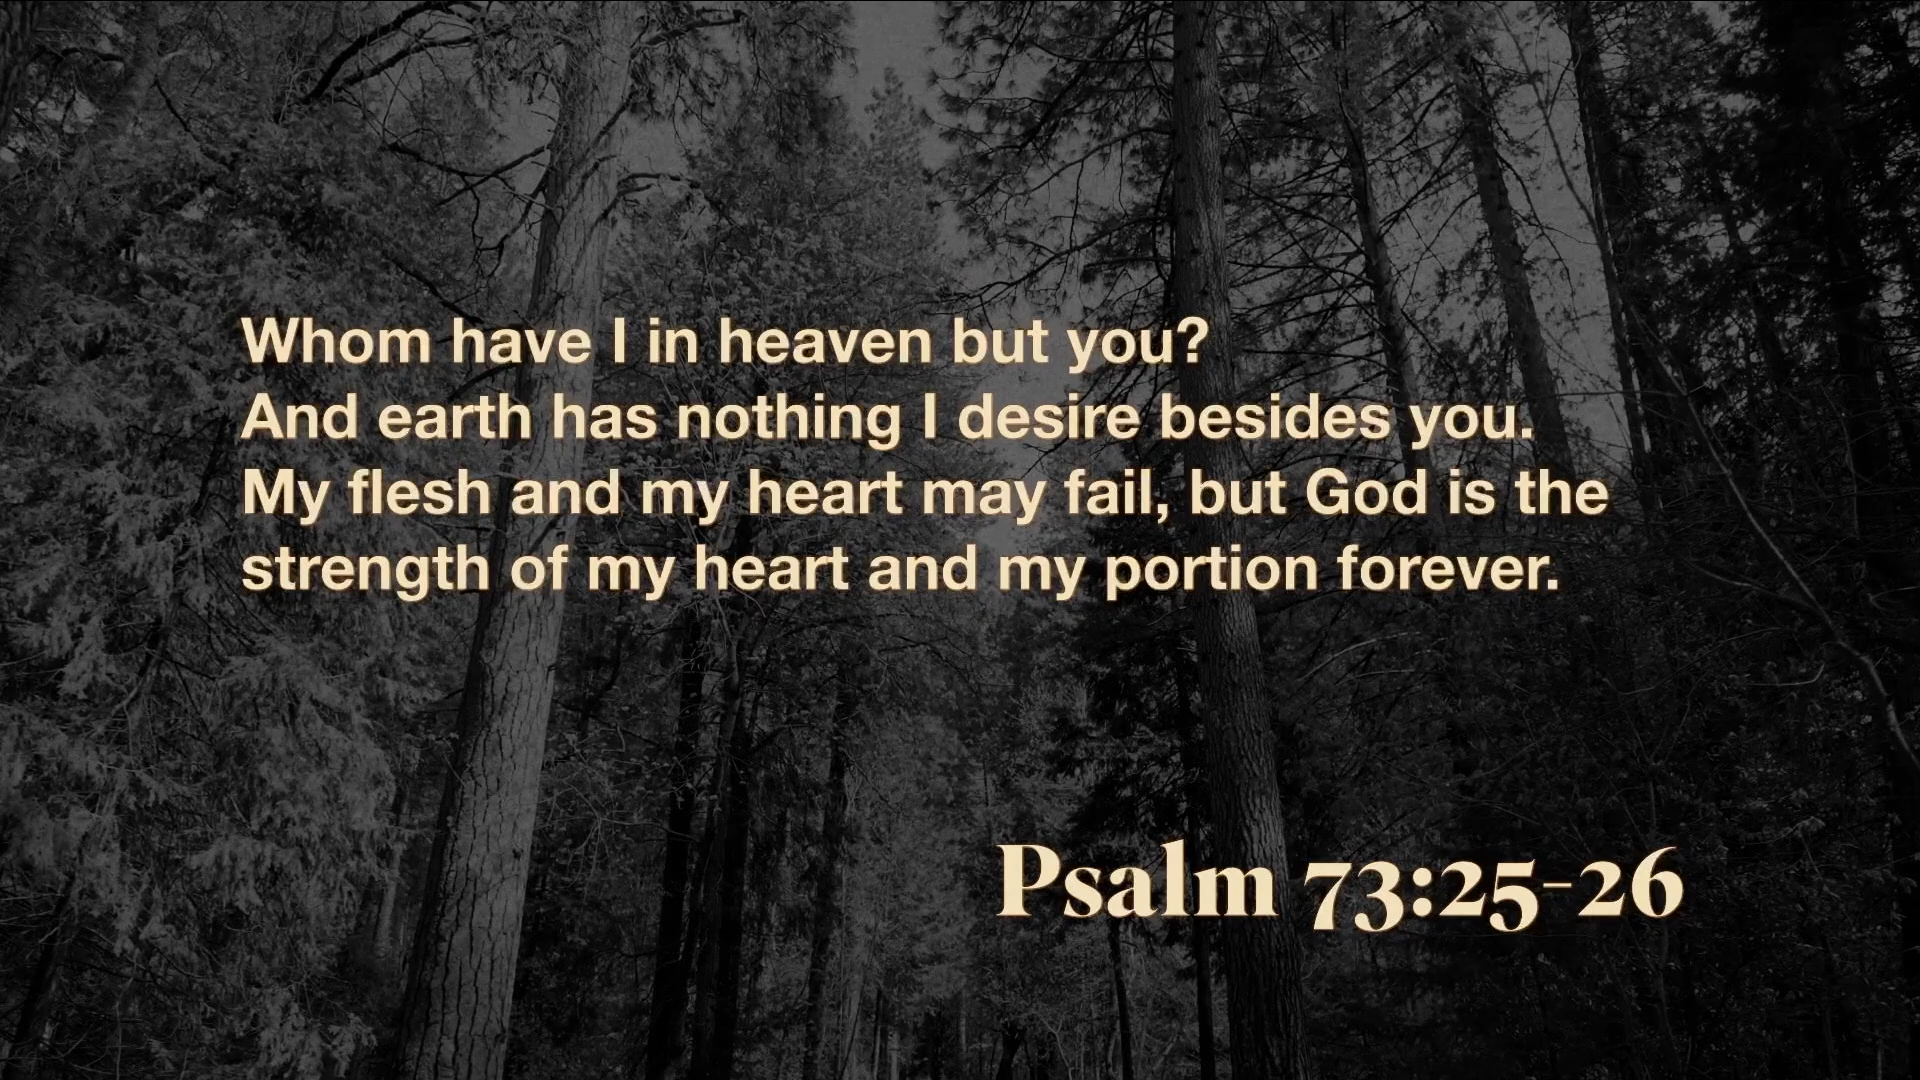 Whom have I in heaven but you?
And earth has nothing I desire besides you.
My flesh and my heart may fail, but God is the
strength of my heart and my portion forever.
Psalm 73:25-26